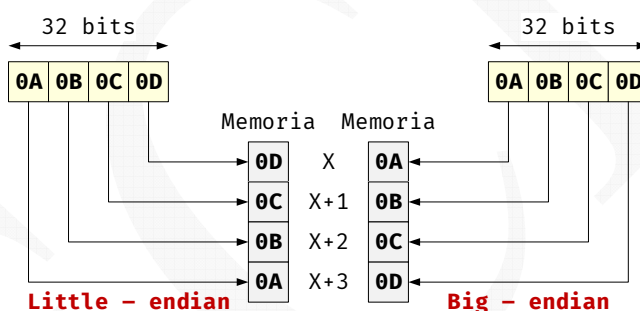 32 bits 32 bits
0A 0B 0C 0D 0A 0B 0C 0D
Memoria Memoria
0D X 0A
0C X+1 0B
0B X+2 0C
0A X+3 0D
Little – endian Big – endian